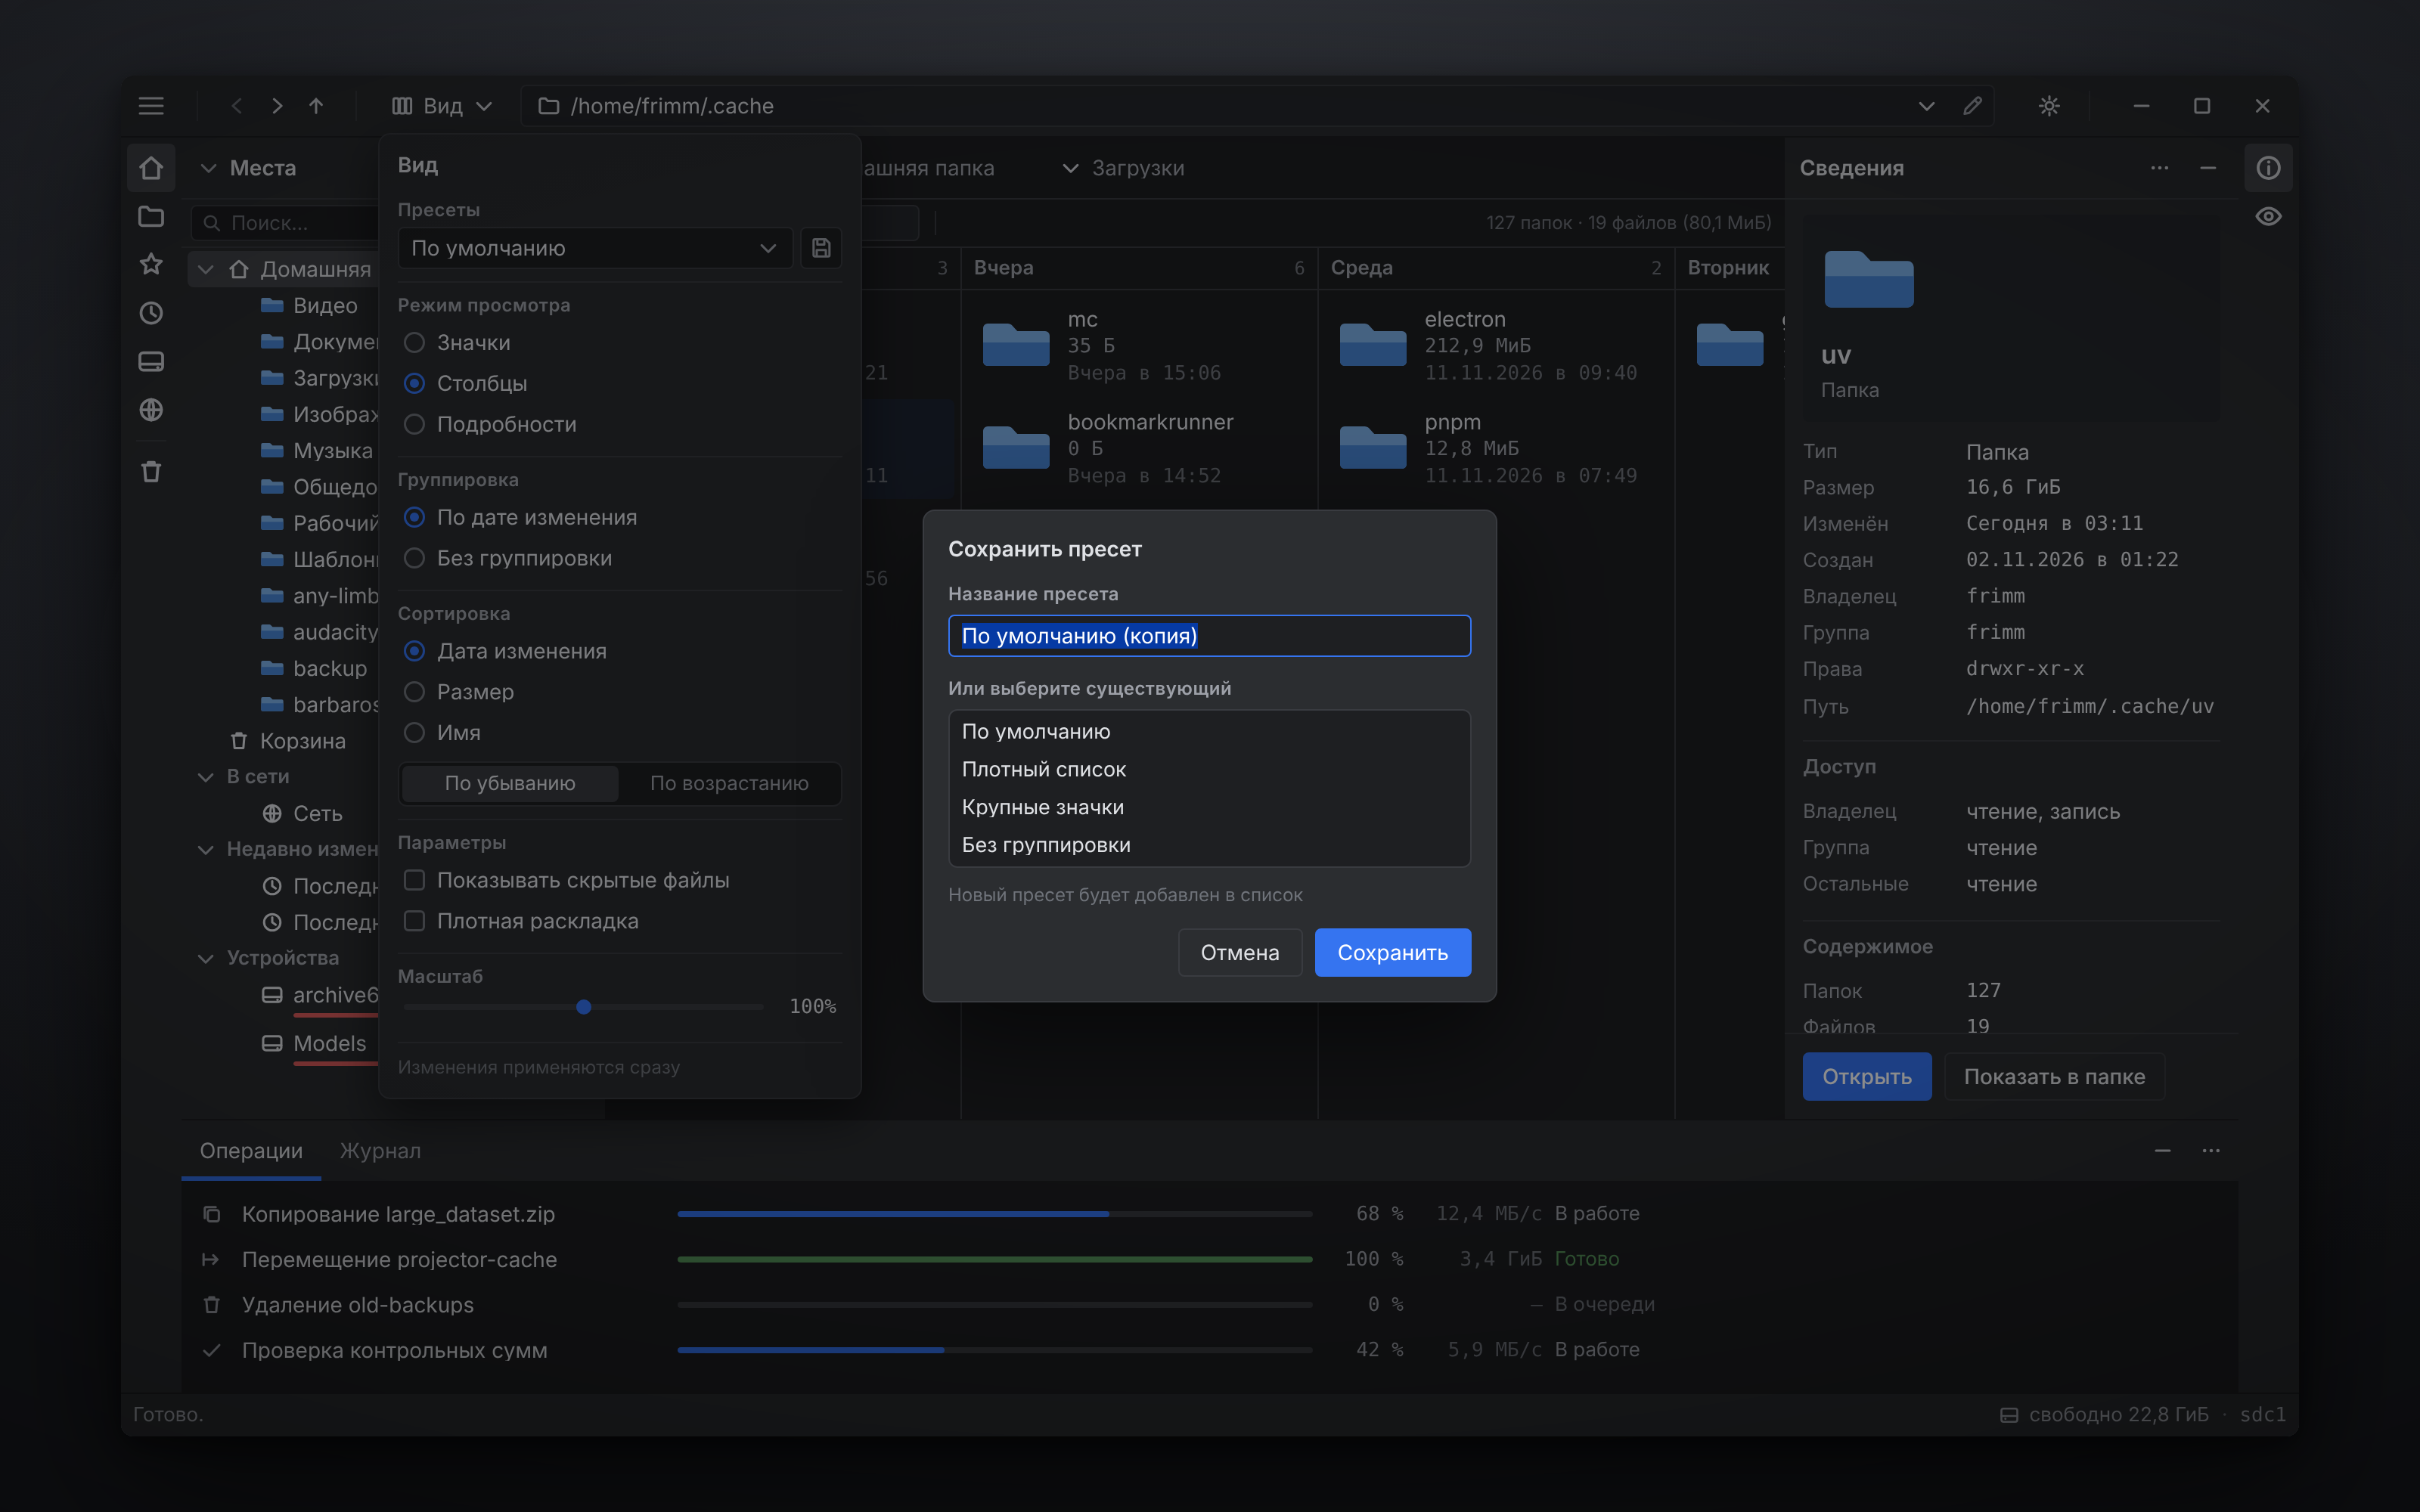 Вид
/home/frimm/.cache
Места
Поиск...
Домашняя
Видео
Загрузки
Музыка
Рабочий
audacity
backup
Корзина
В сети
Сеть
Недавно
Устройства
Models
Вид
Пресеты
По умолчанию
Режим просмотра
Значки
Столбцы
Подробности
Группировка
По дате изменения
Без группировки
Сортировка
Дата изменения
Размер
Имя
По убыванию По возрастанию
Параметры
Показывать скрытые файлы
Плотная раскладка
Масштаб
100%
Изменения применяются сразу
папка
Загрузки
127 папок · 19 файлов (80,1 МиБ)
3
21
11
56
Вчера 6
mc
35 Б
Вчера в 15:06
bookmarkrunner
0 Б
Вчера в 14:52
Среда 2
electron
212,9 МиБ
11.11.2026 в 09:40
pnpm
12,8 МиБ
11.11.2026 в 07:49
Вторник
Сохранить пресет
Название пресета
По умолчанию (копия)
Или выберите существующий
По умолчанию
Плотный список
Крупные значки
Без группировки
Новый пресет будет добавлен в список
Отмена Сохранить
Сведения
uv
Папка
Тип Папка
Размер 16,6 ГиБ
Изменён Сегодня в 03:11
Создан 02.11.2026 в 01:22
Владелец frimm
Группа frimm
Права drwxr-xr-x
Путь /home/frimm/.cache/uv
Доступ
Владелец чтение, запись
Группа чтение
Остальные чтение
Содержимое
Папок 127
Файлов 19
Открыть Показать в папке
Операции Журнал
Копирование large_dataset.zip 68 % 12,4 МБ/с В работе
Перемещение projector-cache 100 % 3,4 ГиБ Готово
Удаление old-backups 0 % — В очереди
Проверка контрольных сумм 42 % 5,9 МБ/с В работе
Готово.
свободно 22,8 ГиБ · sdc1